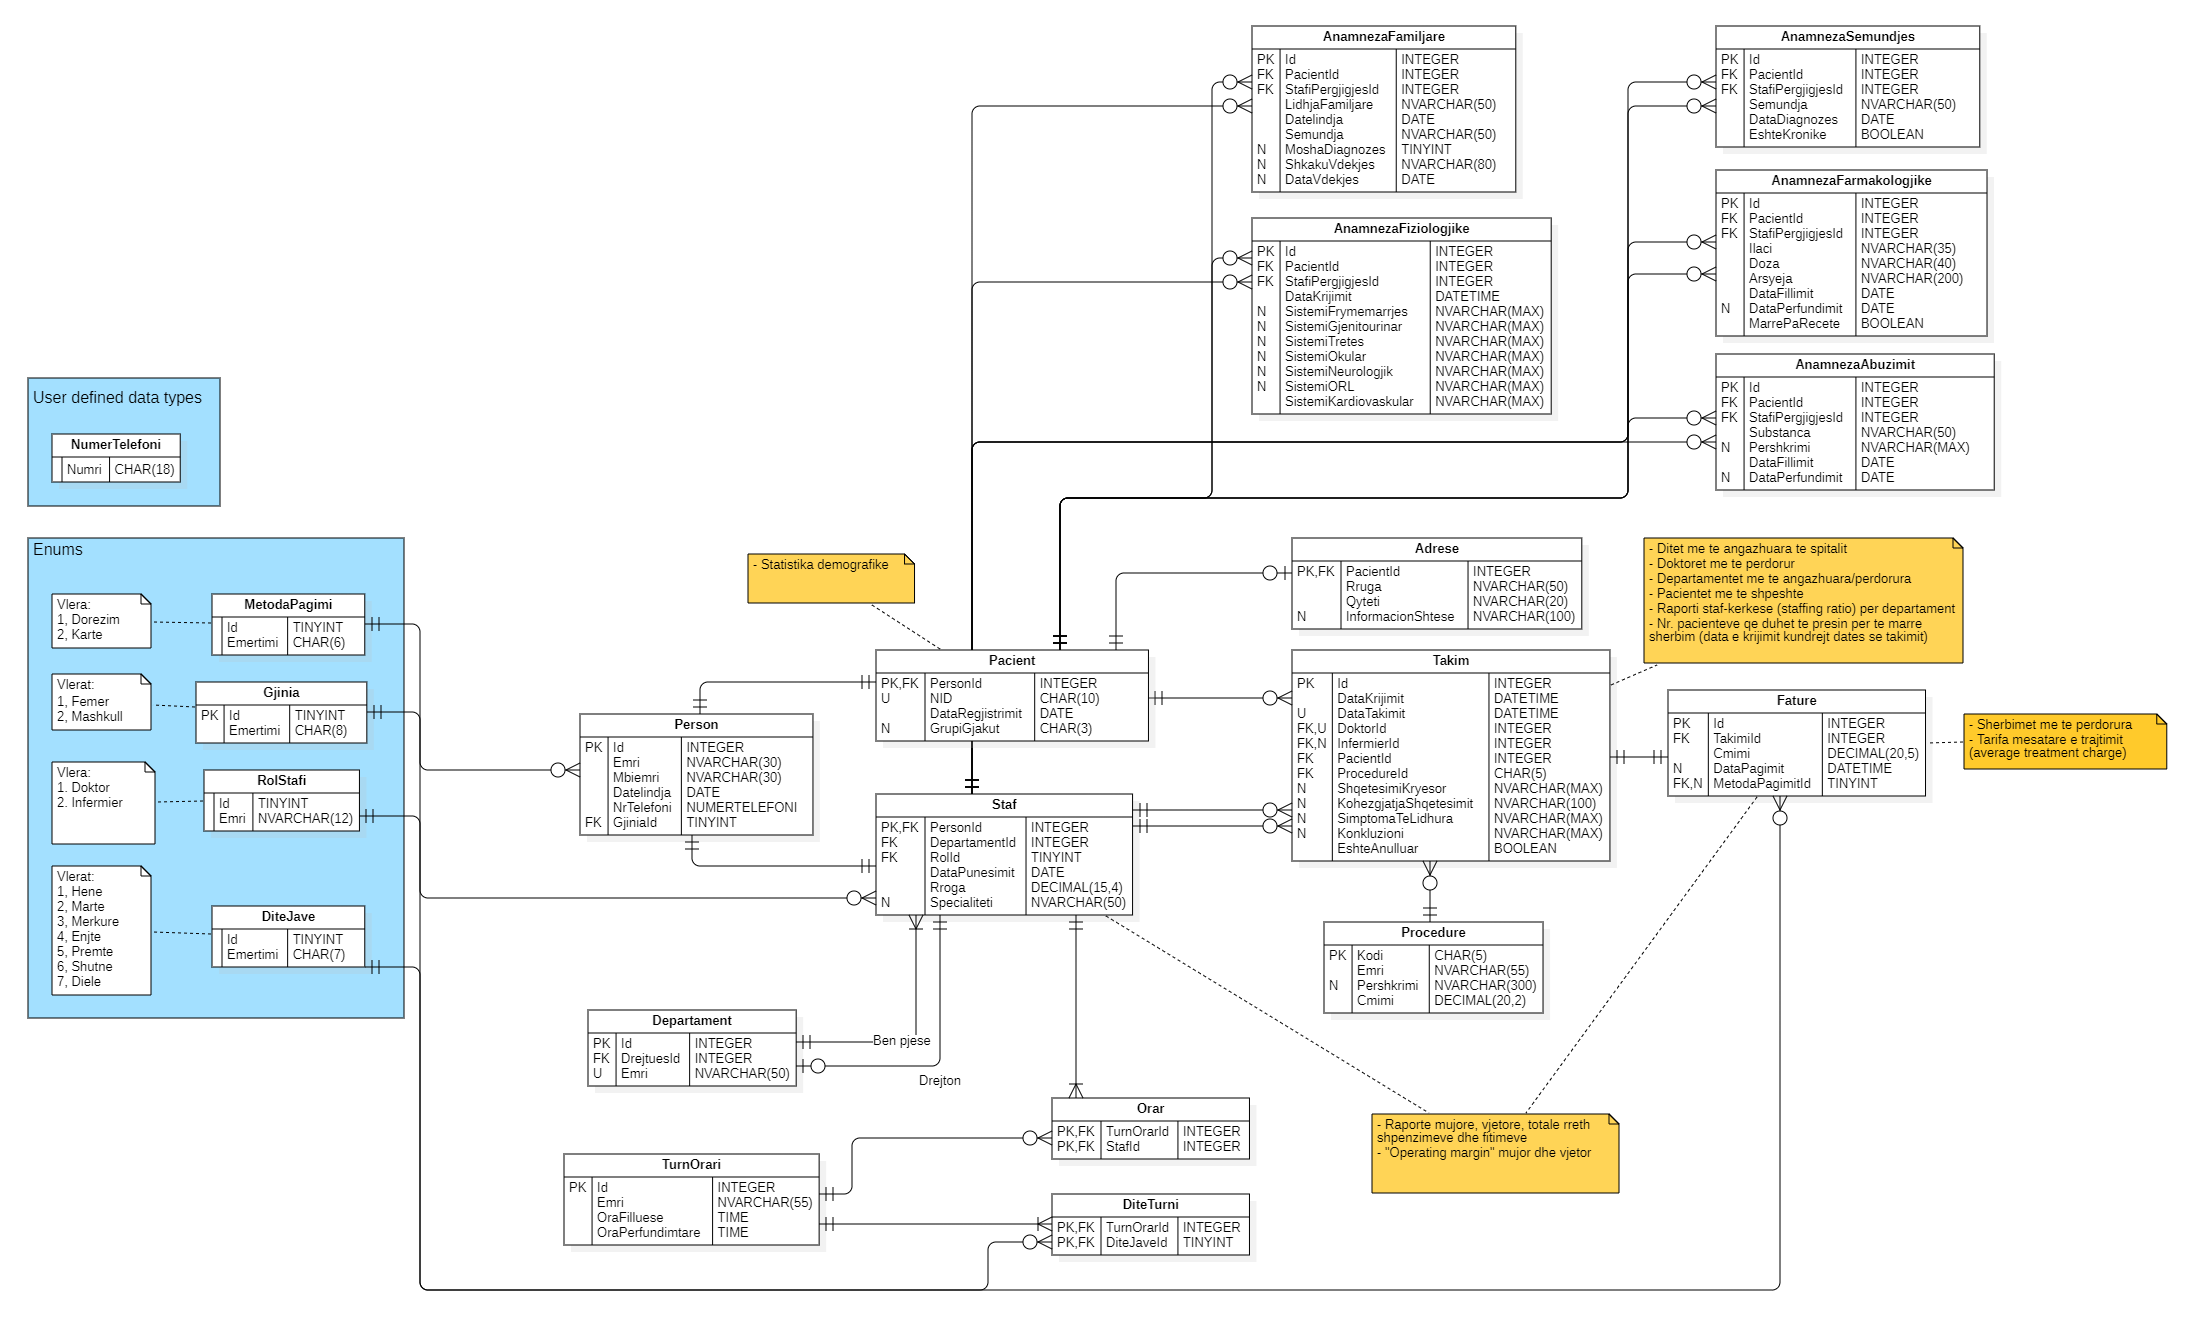 AnamnezaFamiljare
PK Id INTEGER
FK PacientId INTEGER
FK StafiPergjigjesId INTEGER
LidhjaFamiljare NVARCHAR(50)
Datelindja DATE
Semundja NVARCHAR(50)
N MoshaDiagnozes TINYINT
N ShkakuVdekjes NVARCHAR(80)
N DataVdekjes DATE
AnamnezaSemundjes
PK Id INTEGER
FK PacientId INTEGER
FK StafiPergjigjesId INTEGER
Semundja NVARCHAR(50)
DataDiagnozes DATE
EshteKronike BOOLEAN
AnamnezaFarmakologjike
PK Id INTEGER
FK PacientId INTEGER
FK StafiPergjigjesId INTEGER
Ilaci NVARCHAR(35)
Doza NVARCHAR(40)
Arsyeja NVARCHAR(200)
DataFillimit DATE
N DataPerfundimit DATE
MarrePaRecete BOOLEAN
AnamnezaFiziologjike
PK Id INTEGER
FK PacientId INTEGER
FK StafiPergjigjesId INTEGER
DataKrijimit DATETIME
N SistemiFrymemarrjes NVARCHAR(MAX)
N SistemiGjenitourinar NVARCHAR(MAX)
N SistemiTretes NVARCHAR(MAX)
N SistemiOkular NVARCHAR(MAX)
N SistemiNeurologjik NVARCHAR(MAX)
N SistemiORL NVARCHAR(MAX)
SistemiKardiovaskular NVARCHAR(MAX)
AnamnezaAbuzimit
PK Id INTEGER
FK PacientId INTEGER
FK StafiPergjigjesId INTEGER
Substanca NVARCHAR(50)
N Pershkrimi NVARCHAR(MAX)
DataFillimit DATE
N DataPerfundimit DATE
User defined data types
NumerTelefoni
Numri CHAR(18)
Enums
Vlera:
1, Dorezim
2, Karte
MetodaPagimi
Id TINYINT
Emertimi CHAR(6)
Vlerat:
1, Femer
2, Mashkull
Gjinia
PK Id TINYINT
Emertimi CHAR(8)
Vlera:
1. Doktor
2. Infermier
RolStafi
Id TINYINT
Emri NVARCHAR(12)
Vlerat:
1, Hene
2, Marte
3, Merkure
4, Enjte
5, Premte
6, Shutne
7, Diele
DiteJave
Id TINYINT
Emertimi CHAR(7)
- Statistika demografike
Adrese
PK,FK PacientId INTEGER
Rruga NVARCHAR(50)
Qyteti NVARCHAR(20)
N InformacionShtese NVARCHAR(100)
- Ditet me te angazhuara te spitalit
- Doktoret me te perdorur
- Departamentet me te angazhuara/perdorura
- Pacientet me te shpeshte
- Raporti staf-kerkese (staffing ratio) per departament
- Nr. pacienteve qe duhet te presin per te marre
sherbim (data e krijimit kundrejt dates se takimit)
Pacient
PK,FK PersonId INTEGER
U NID CHAR(10)
DataRegjistrimit DATE
N GrupiGjakut CHAR(3)
Person
PK Id INTEGER
Emri NVARCHAR(30)
Mbiemri NVARCHAR(30)
Datelindja DATE
NrTelefoni NUMERTELEFONI
FK GjiniaId TINYINT
Takim
PK Id INTEGER
DataKrijimit DATETIME
U DataTakimit DATETIME
FK,U DoktorId INTEGER
FK,N InfermierId INTEGER
FK PacientId INTEGER
FK ProcedureId CHAR(5)
N ShqetesimiKryesor NVARCHAR(MAX)
N KohezgjatjaShqetesimit NVARCHAR(100)
N SimptomaTeLidhura NVARCHAR(MAX)
N Konkluzioni NVARCHAR(MAX)
EshteAnulluar BOOLEAN
Fature
PK Id INTEGER
FK TakimiId INTEGER
Cmimi DECIMAL(20,5)
N DataPagimit DATETIME
FK,N MetodaPagimitId TINYINT
- Sherbimet me te perdorura
- Tarifa mesatare e trajtimit
(average treatment charge)
Staf
PK,FK PersonId INTEGER
FK DepartamentId INTEGER
FK RolId TINYINT
DataPunesimit DATE
Rroga DECIMAL(15,4)
N Specialiteti NVARCHAR(50)
Procedure
PK Kodi CHAR(5)
Emri NVARCHAR(55)
N Pershkrimi NVARCHAR(300)
Cmimi DECIMAL(20,2)
Departament
PK Id INTEGER
FK DrejtuesId INTEGER
U Emri NVARCHAR(50)
Ben pjese
Drejton
Orar
PK,FK TurnOrarId INTEGER
PK,FK StafId INTEGER
- Raporte mujore, vjetore, totale rreth
shpenzimeve dhe fitimeve
- "Operating margin" mujor dhe vjetor
TurnOrari
PK Id INTEGER
Emri NVARCHAR(55)
OraFilluese TIME
OraPerfundimtare TIME
DiteTurni
PK,FK TurnOrarId INTEGER
PK,FK DiteJaveId TINYINT